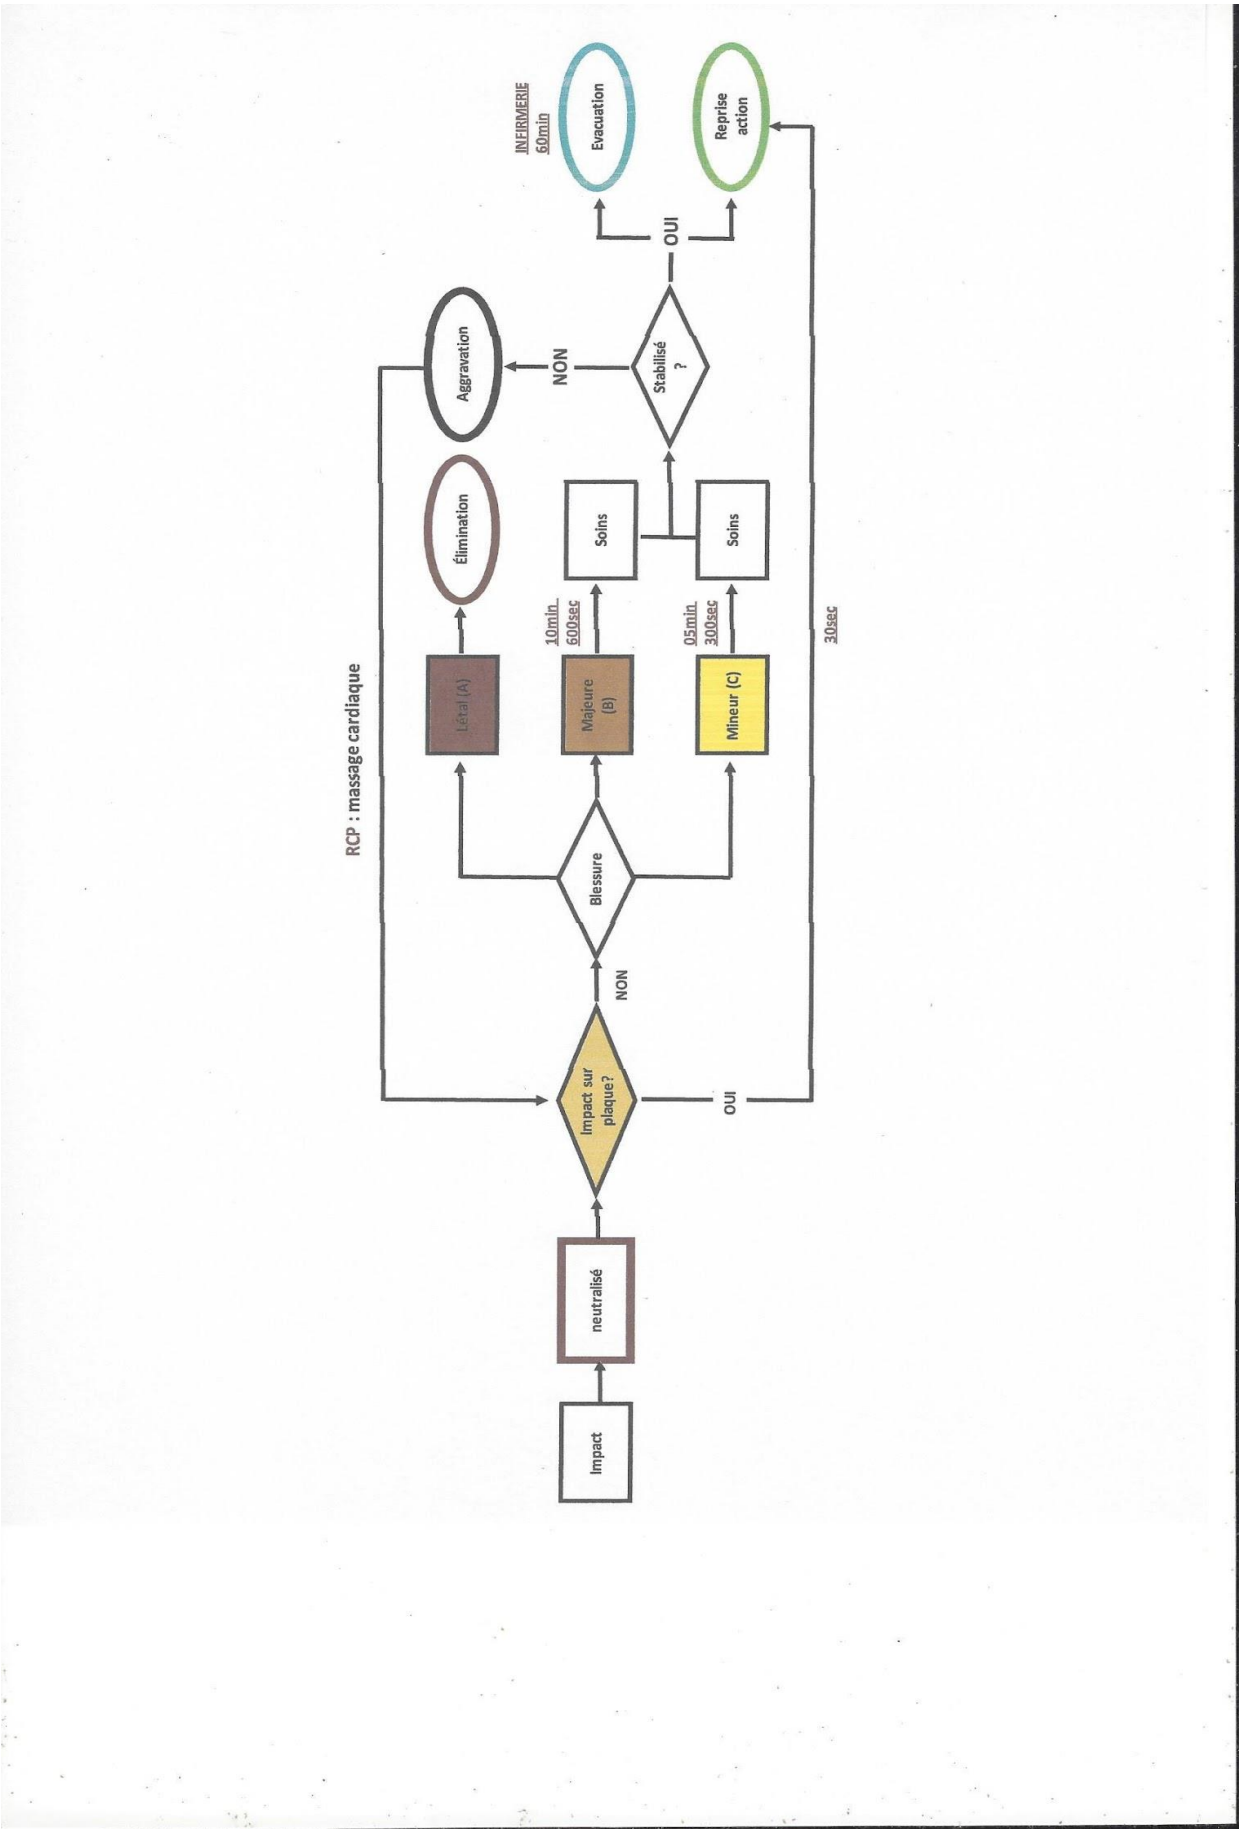 RCP : massage cardiaque
INFIRMERIE
60min
Létal (A)
Élimination
Aggravation
NON
Impact
neutralisé
Impact sur
plaque?
NON
Blessure
Majeure
(B)
10min
600sec
Soins
Stabilisé
?
OUI
Evacuation
Mineur (C)
05min
300sec
Soins
Reprise
action
OUI
30sec